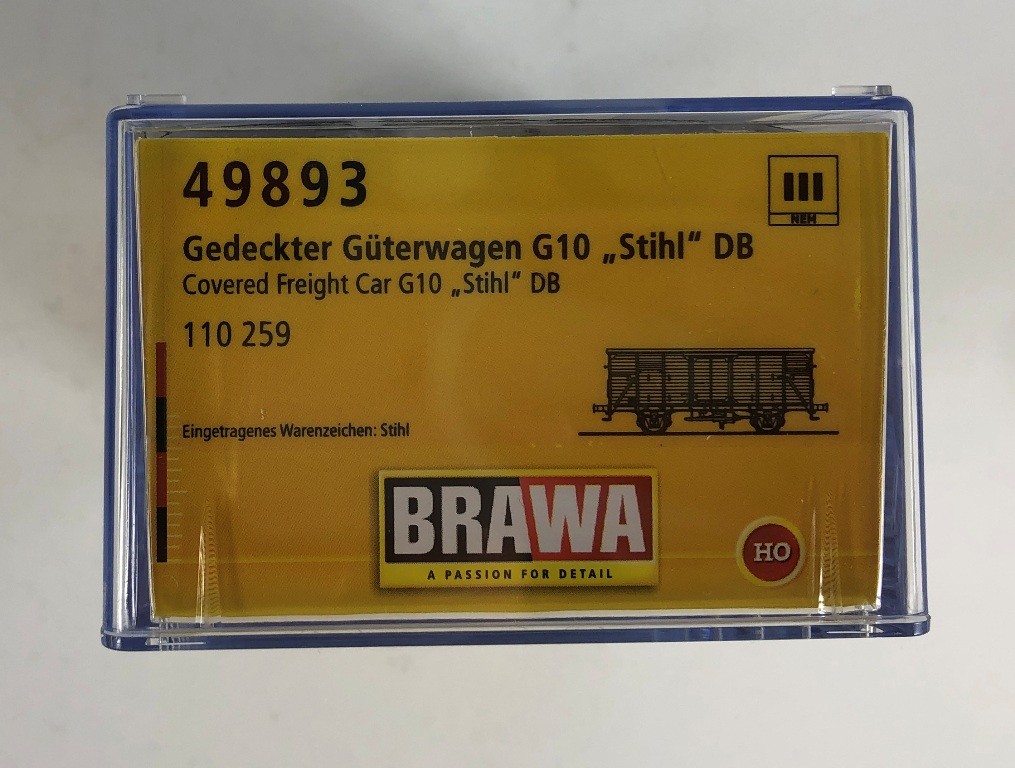 49893
III
NEM
Gedeckter Güterwagen G10 „Stihl“ DB
Covered Freight Car G10 „Stihl“ DB
110 259
Eingetragenes Warenzeichen: Stihl
BRAWA
A PASSION FOR DETAIL
HO